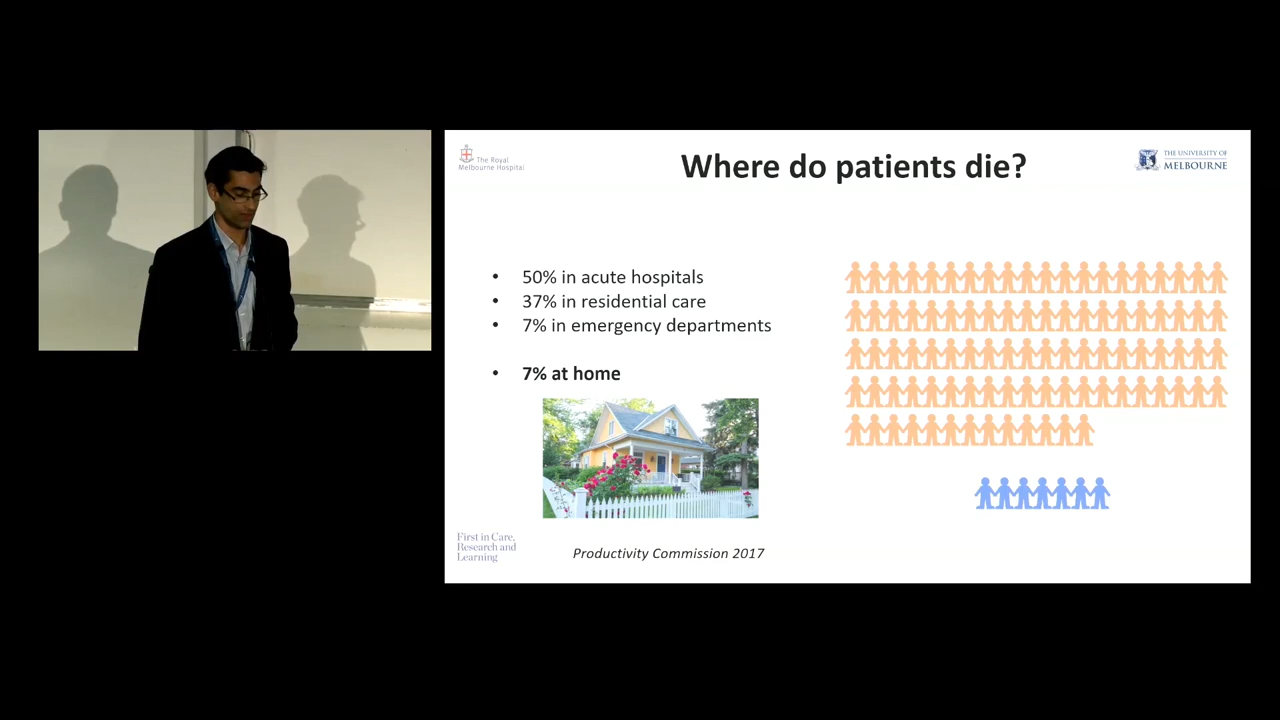 The Royal
Melbourne Hospital
Where do patients die?
THE UNIVERSITY OF
MELBOURNE
• 50% in acute hospitals
• 37% in residential care
• 7% in emergency departments
• 7% at home
First in Care,
Research and
Learning
Productivity Commission 2017